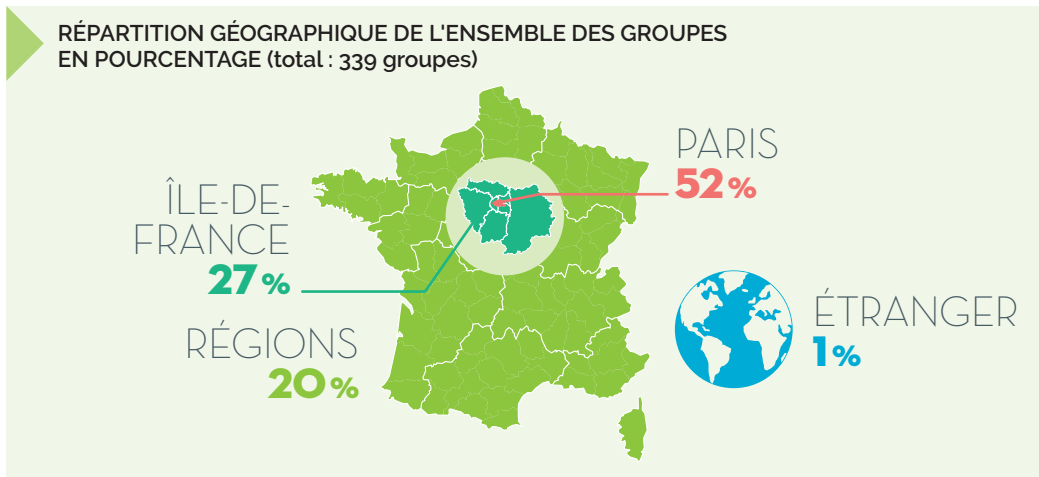 RÉPARTITION GÉOGRAPHIQUE DE L'ENSEMBLE DES GROUPES
EN POURCENTAGE (total : 339 groupes)
PARIS
52 %
ÎLE-DE-
FRANCE
27 %
RÉGIONS
20 %
ÉTRANGER
1 %